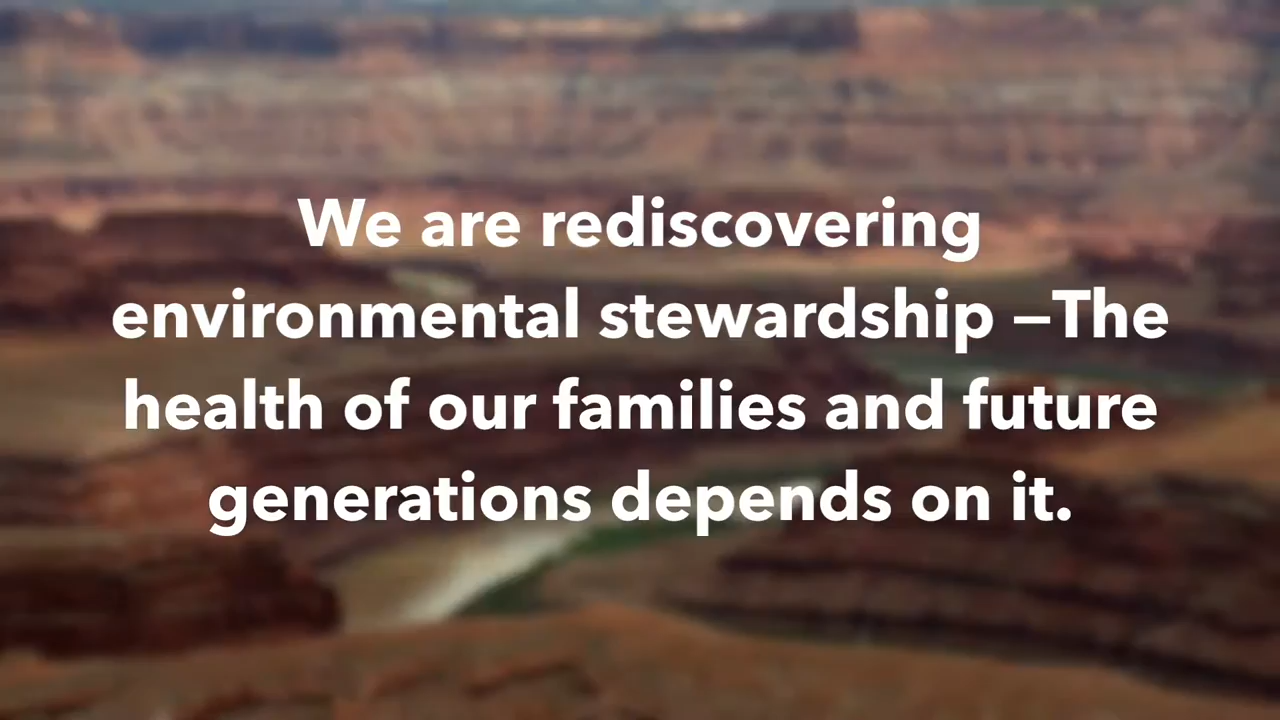 We are rediscovering
environmental stewardship —The
health of our families and future
generations depends on it.